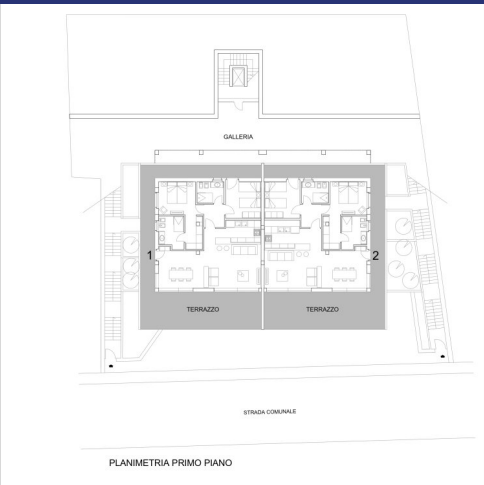 GALLERIA
1
2
TERRAZZO
TERRAZZO
STRADA COMUNALE
PLANIMETRIA PRIMO PIANO